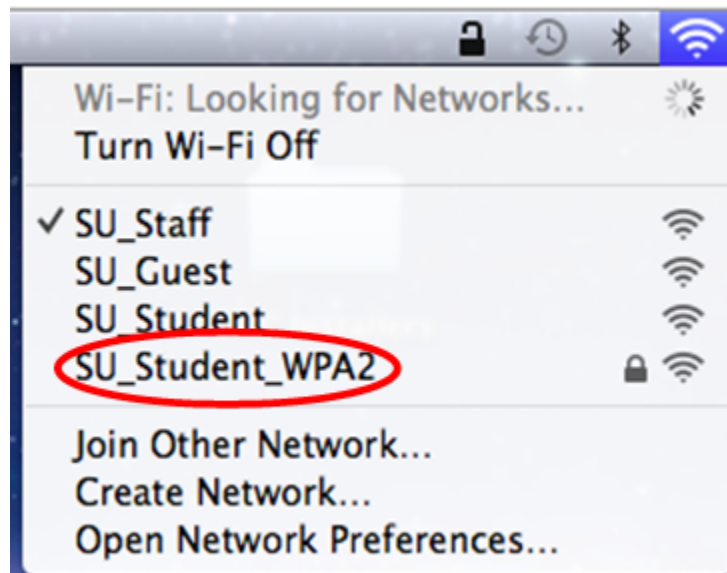 Wi-Fi: Looking for Networks...
Turn Wi-Fi Off
✓ SU_Staff
SU_Guest
SU_Student
SU_Student_WPA2
Join Other Network...
Create Network...
Open Network Preferences...